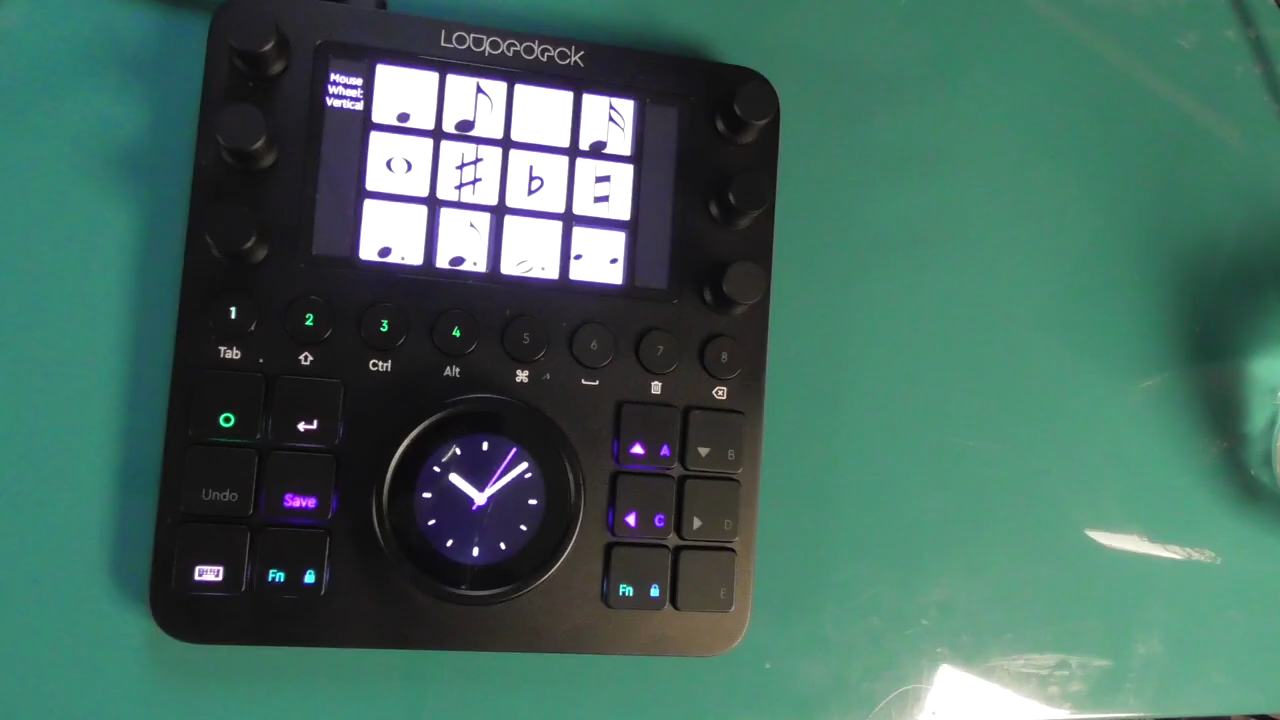 Loupedeck
Mouse
Wheel:
Vertical
1 2 3 4 5 6 7 8
Tab Ctrl Alt ⌘
A B
Undo Save C D
Fn Fn E